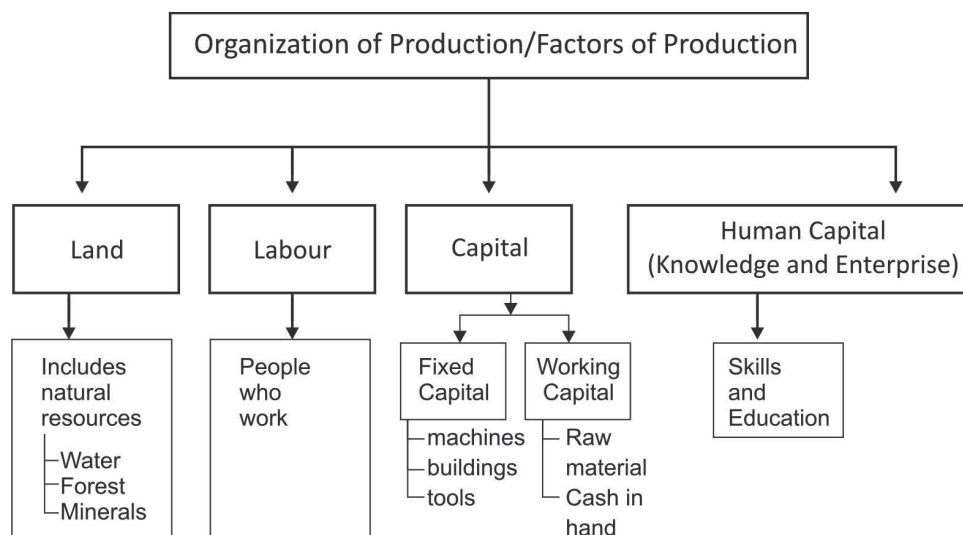 Organization of Production/Factors of Production
Land
Labour
Capital
Human Capital
(Knowledge and Enterprise)
Includes
natural
resources
Water
Forest
Minerals
People
who
work
Fixed
Capital
machines
buildings
tools
Working
Capital
Raw
material
Cash in
hand
Skills
and
Education